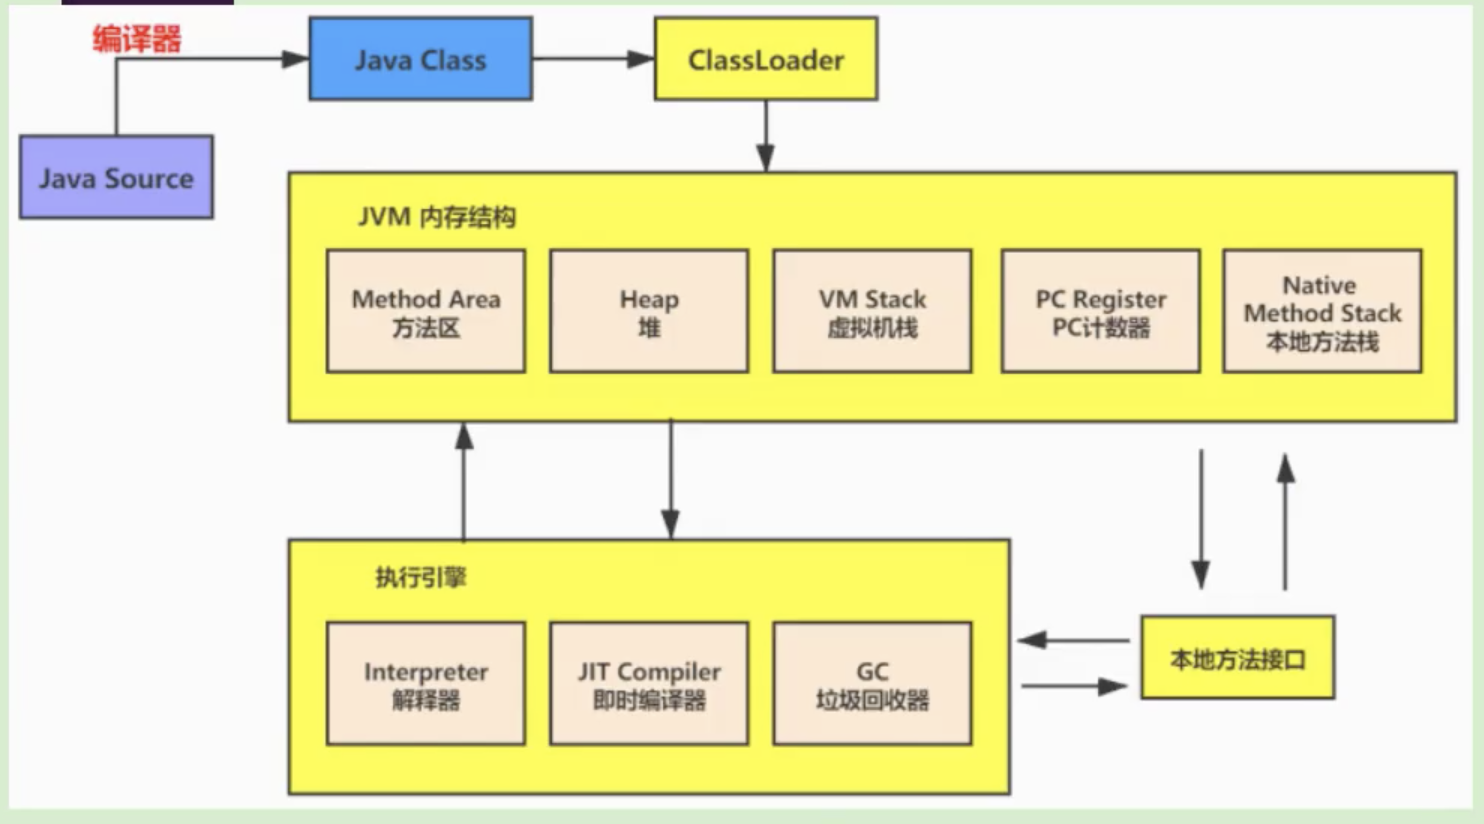 编译器
Java Class
ClassLoader
Java Source
JVM 内存结构
Method Area
方法区
Heap
堆
VM Stack
虚拟机栈
PC Register
PC计数器
Native
Method Stack
本地方法栈
执行引擎
Interpreter
解释器
JIT Compiler
即时编译器
GC
垃圾回收器
本地方法接口